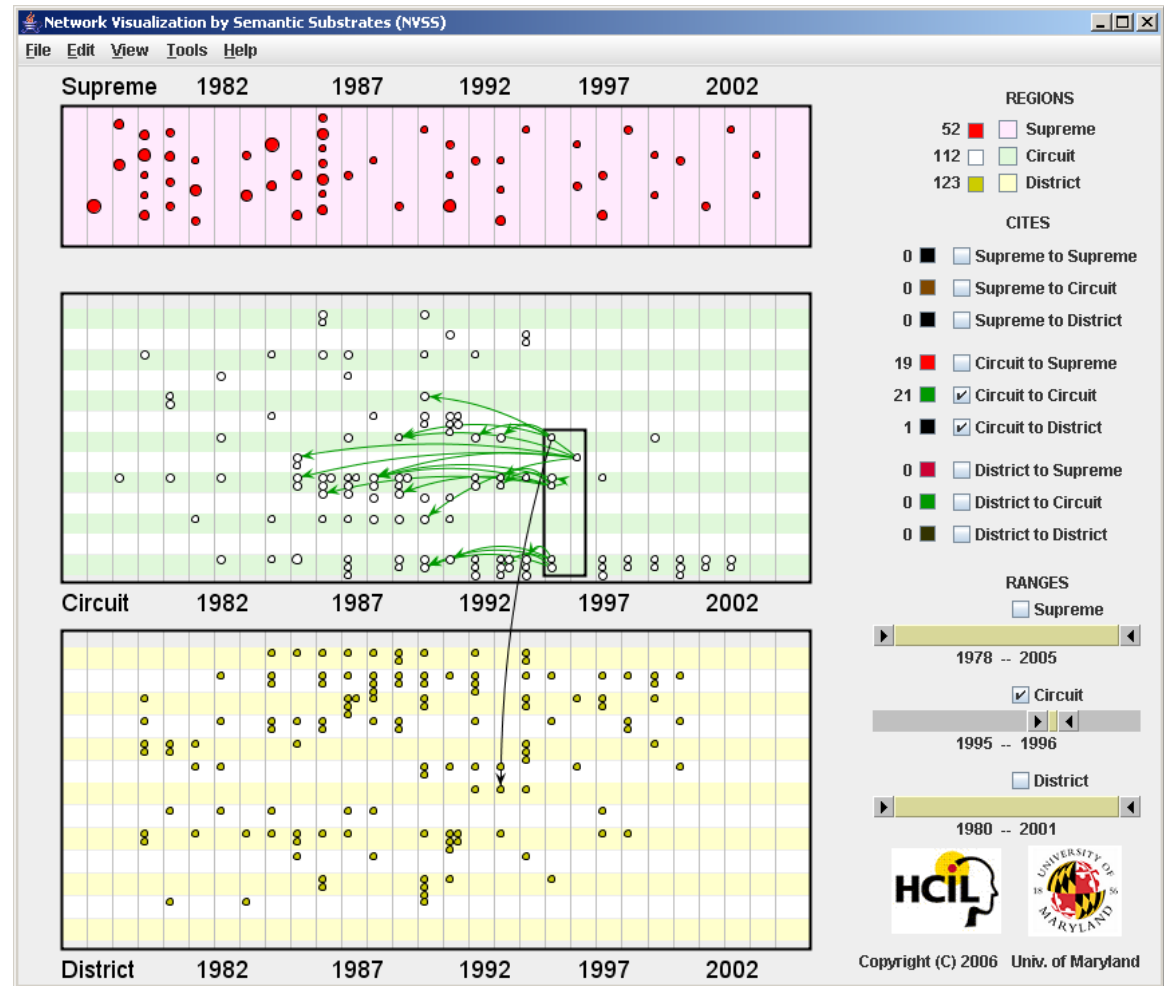 Network Visualization by Semantic Substrates (NVSS)
File Edit View Tools Help
Supreme 1982 1987 1992 1997 2002
Circuit 1982 1987 1992 1997 2002
District 1982 1987 1992 1997 2002
REGIONS
52 Supreme
112 Circuit
123 District
CITES
0 Supreme to Supreme
0 Supreme to Circuit
0 Supreme to District
19 Circuit to Supreme
21 Circuit to Circuit
1 Circuit to District
0 District to Supreme
0 District to Circuit
0 District to District
RANGES
Supreme
1978 -- 2005
Circuit
1995 -- 1996
District
1980 -- 2001
HCIL
UNIVERSITY OF
18 56
MARYLAND
Copyright (C) 2006 Univ. of Maryland